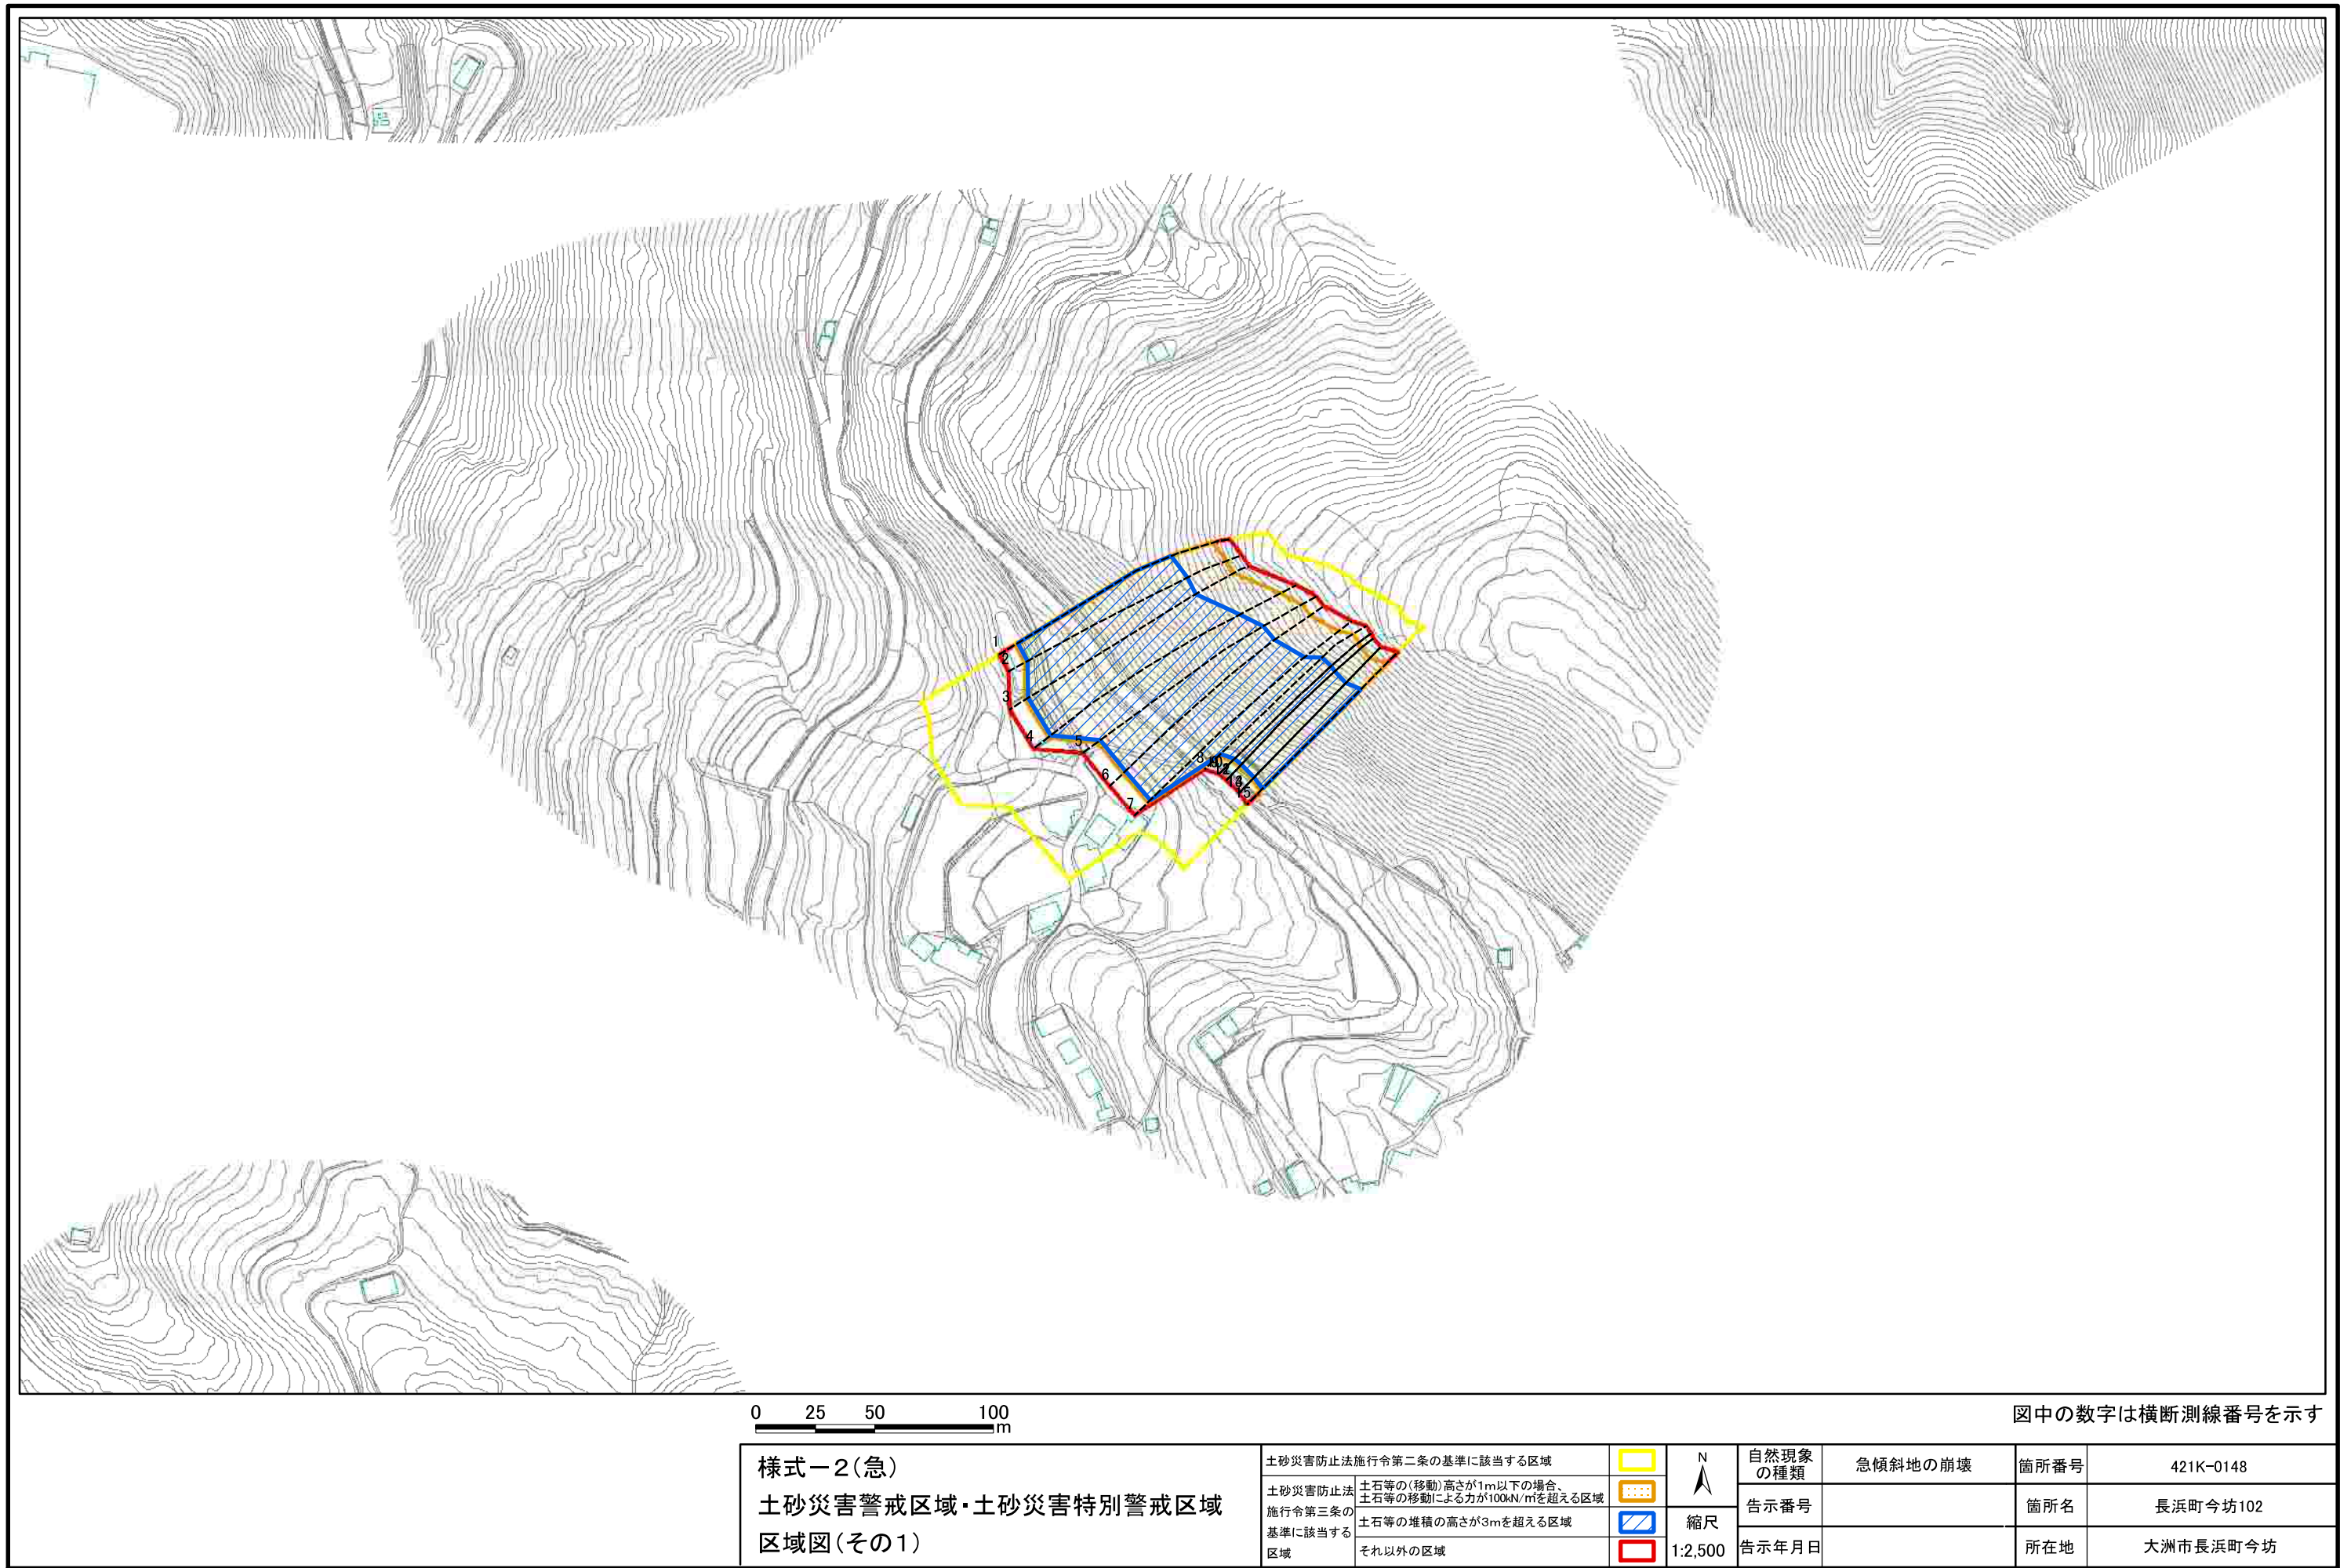 1
2
3
4
5
6
7
8
15
0 25 50 100
m
図中の数字は横断測線番号を示す
様式－2(急)
土砂災害警戒区域・土砂災害特別警戒区域
区域図(その1)
土砂災害防止法施行令第二条の基準に該当する区域
土砂災害防止法
施行令第三条の
基準に該当する
区域
土石等の(移動)高さが1m以下の場合、
土石等の移動による力が100kN/㎡を超える区域
土石等の堆積の高さが3mを超える区域
それ以外の区域
N
縮尺
1:2,500
自然現象
の種類
急傾斜地の崩壊
告示番号
告示年月日
箇所番号
421K-0148
箇所名
長浜町今坊102
所在地
大洲市長浜町今坊